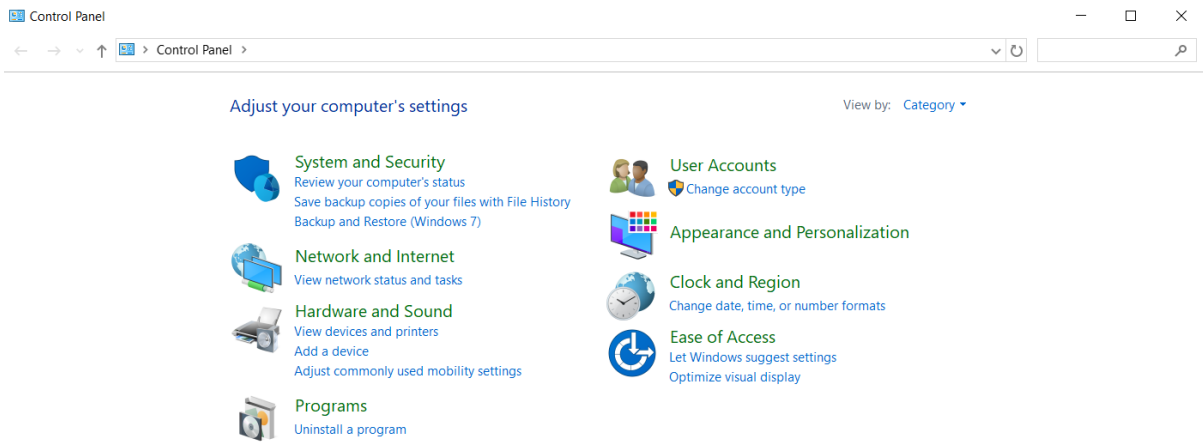 Control Panel
Control Panel
Adjust your computer's settings
View by: Category
System and Security
Review your computer's status
Save backup copies of your files with File History
Backup and Restore (Windows 7)
Network and Internet
View network status and tasks
Hardware and Sound
View devices and printers
Add a device
Adjust commonly used mobility settings
Programs
Uninstall a program
User Accounts
Change account type
Appearance and Personalization
Clock and Region
Change date, time, or number formats
Ease of Access
Let Windows suggest settings
Optimize visual display